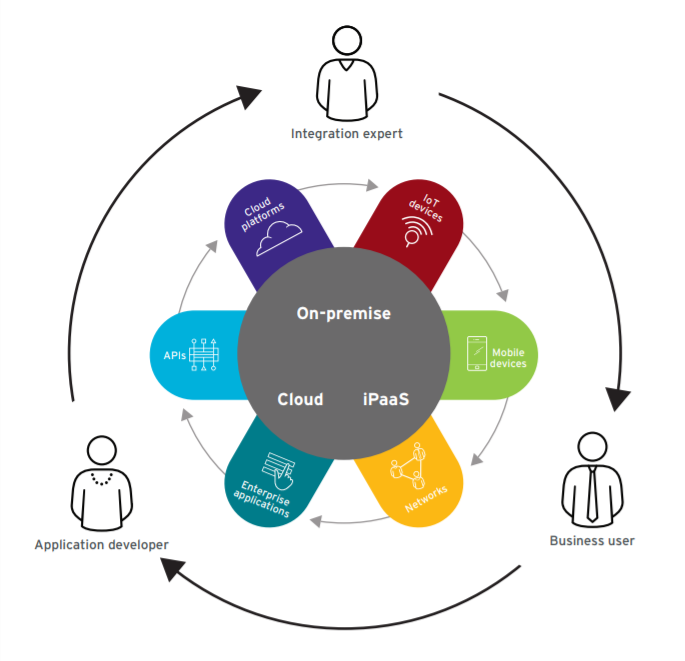 Integration expert
Cloud
platforms
IoT
devices
On-premise
APIs
Mobile
devices
Cloud
iPaaS
Enterprise
applications
Networks
Application developer
Business user